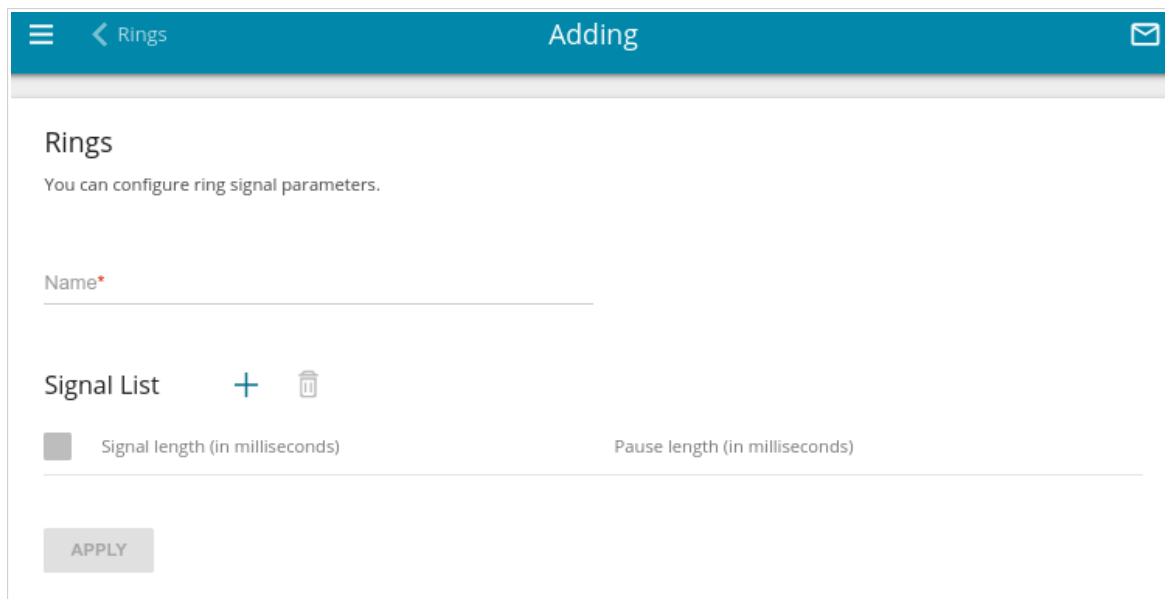 Rings
Adding
Rings
You can configure ring signal parameters.
Name*
Signal List
Signal length (in milliseconds) Pause length (in milliseconds)
APPLY